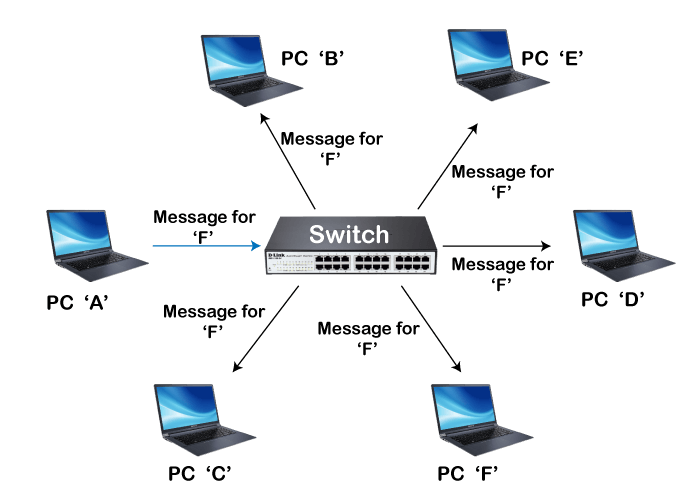 PC ‘B’
PC ‘E’
Message for
‘F’
Message for
‘F’
Message for
‘F’
Switch
D-Link
Message for
‘F’
PC ‘A’
PC ‘D’
Message for
‘F’
Message for
‘F’
PC ‘C’
PC ‘F’